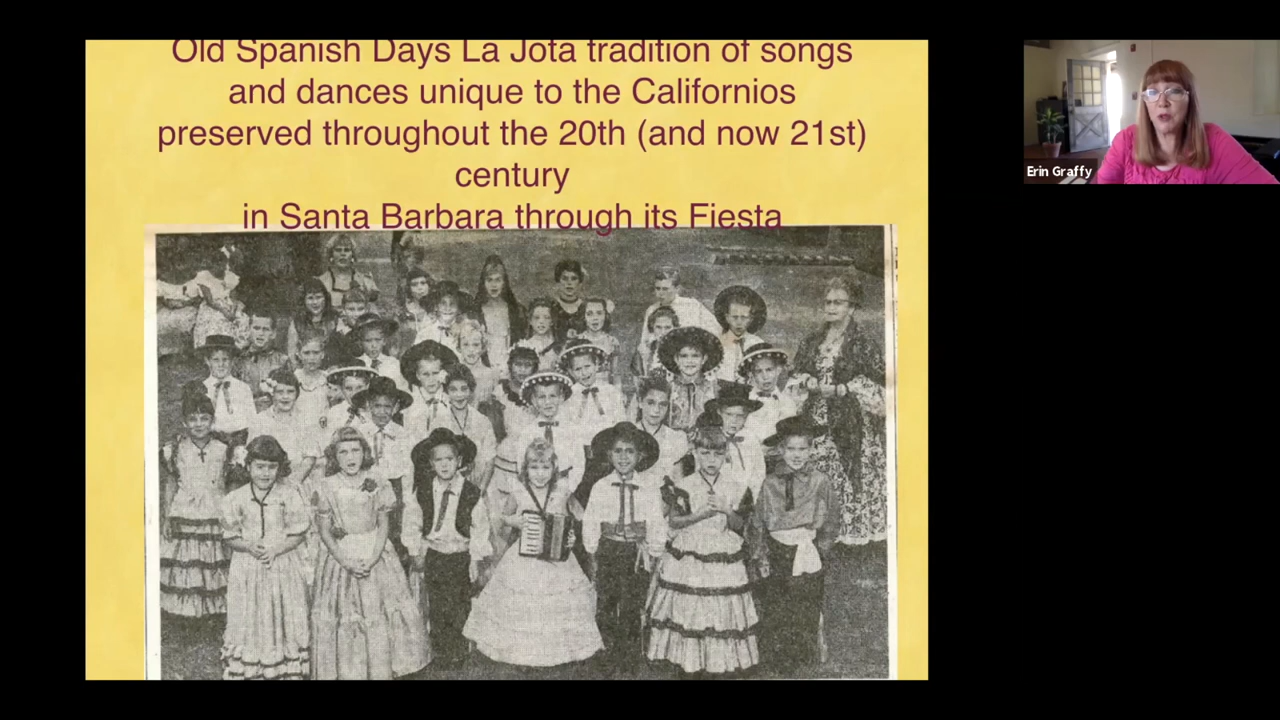 Old Spanish Days La Jota tradition of songs
and dances unique to the Californios
preserved throughout the 20th (and now 21st)
century
in Santa Barbara through its Fiesta
Erin Graffy